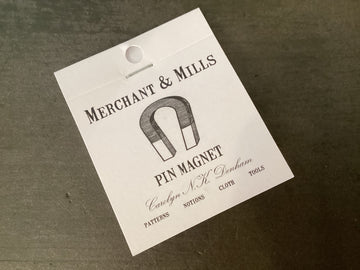 MERCHANT & MILLS
PIN MAGNET
Carolyn N.K. Denham
PATTERNS NOTIONS CLOTH TOOLS